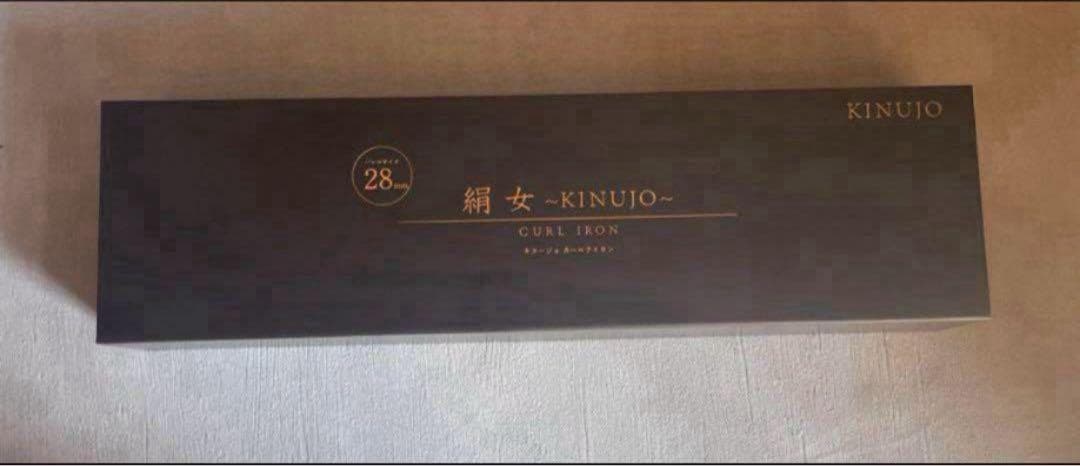 KINUJO
バレルサイズ
28mm
絹女 ~KINUJO~
CURL IRON
キヌージョ カールアイロン